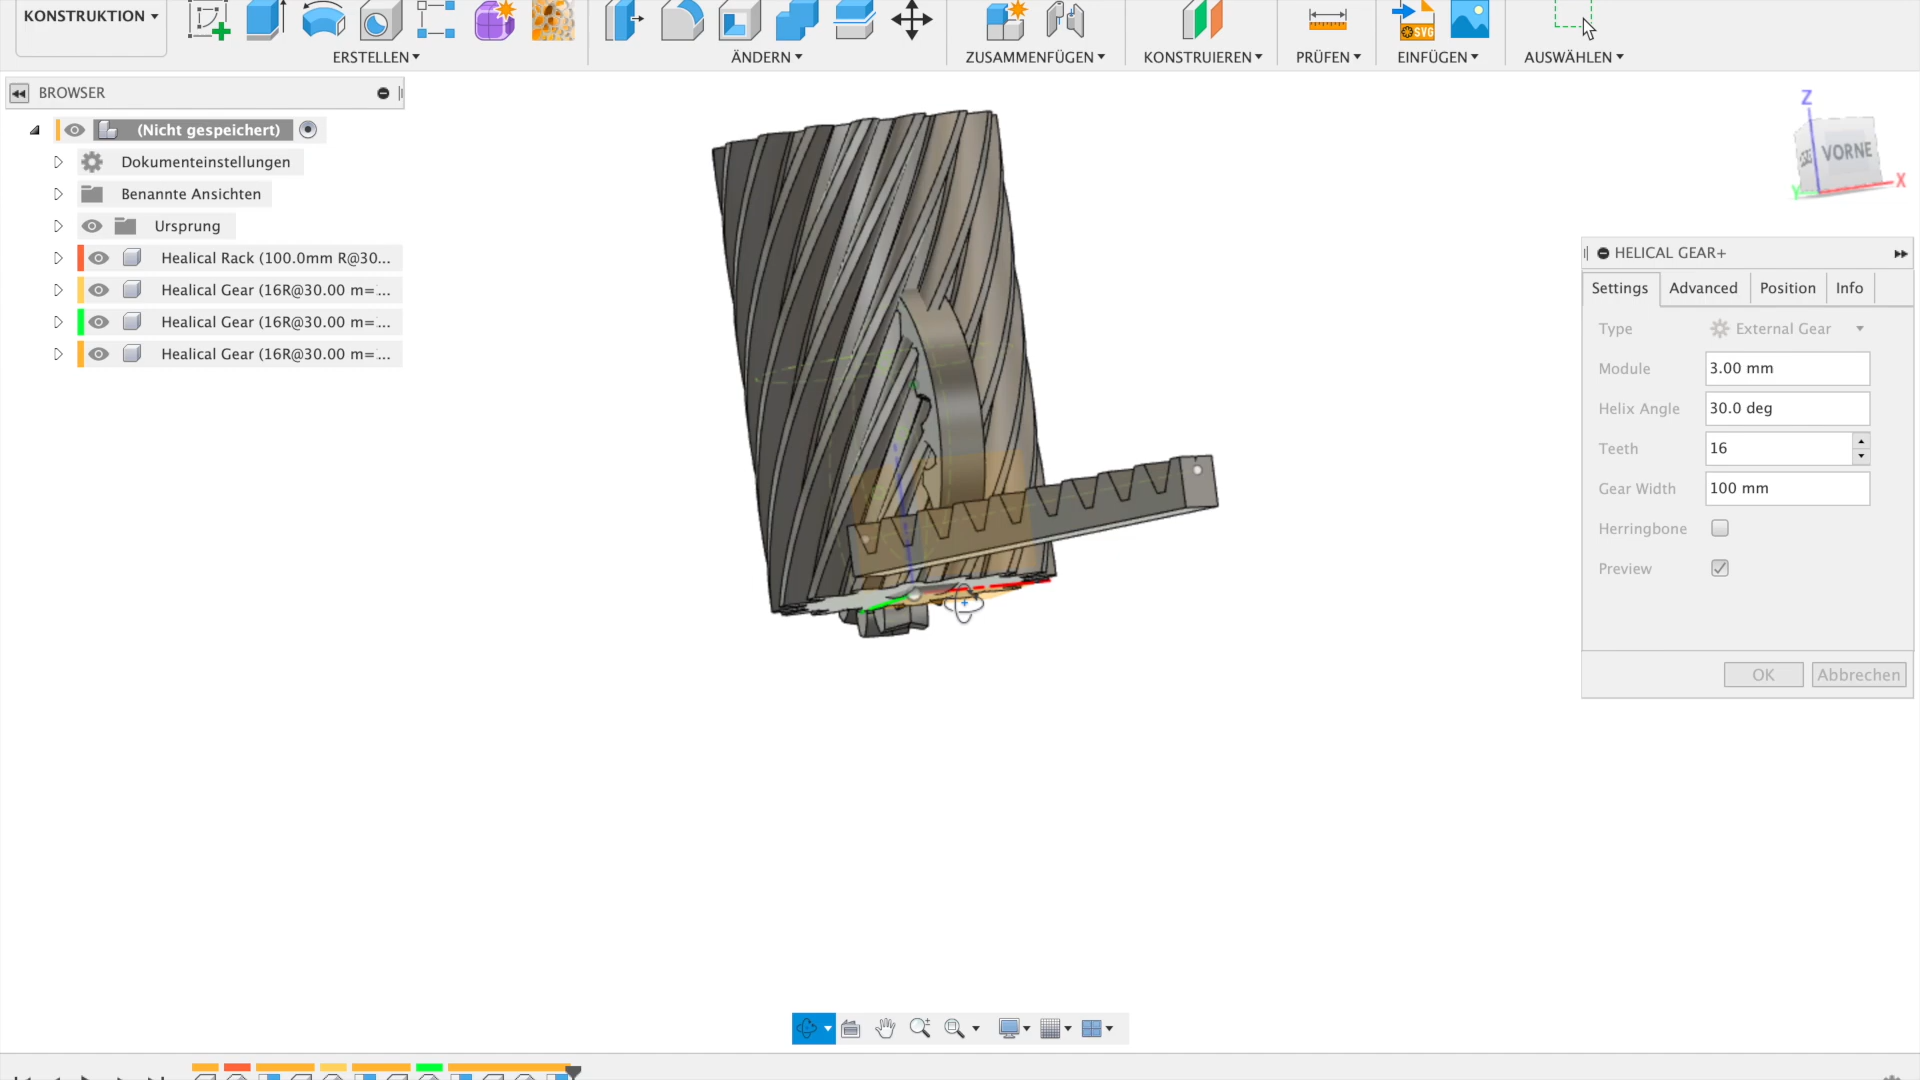 KONSTRUKTION
ERSTELLEN
ÄNDERN
ZUSAMMENFÜGEN
KONSTRUIEREN
PRÜFEN
SVG
EINFÜGEN
AUSWÄHLEN
BROWSER
(Nicht gespeichert)
Dokumenteinstellungen
Benannte Ansichten
Ursprung
Healical Rack (100.0mm R@30...
Healical Gear (16R@30.00 m=...
Healical Gear (16R@30.00 m=...
Healical Gear (16R@30.00 m=...
Z
VORNE
X
Y
HELICAL GEAR+
Settings Advanced Position Info
Type External Gear
Module 3.00 mm
Helix Angle 30.0 deg
Teeth 16
Gear Width 100 mm
Herringbone
Preview
OK Abbrechen